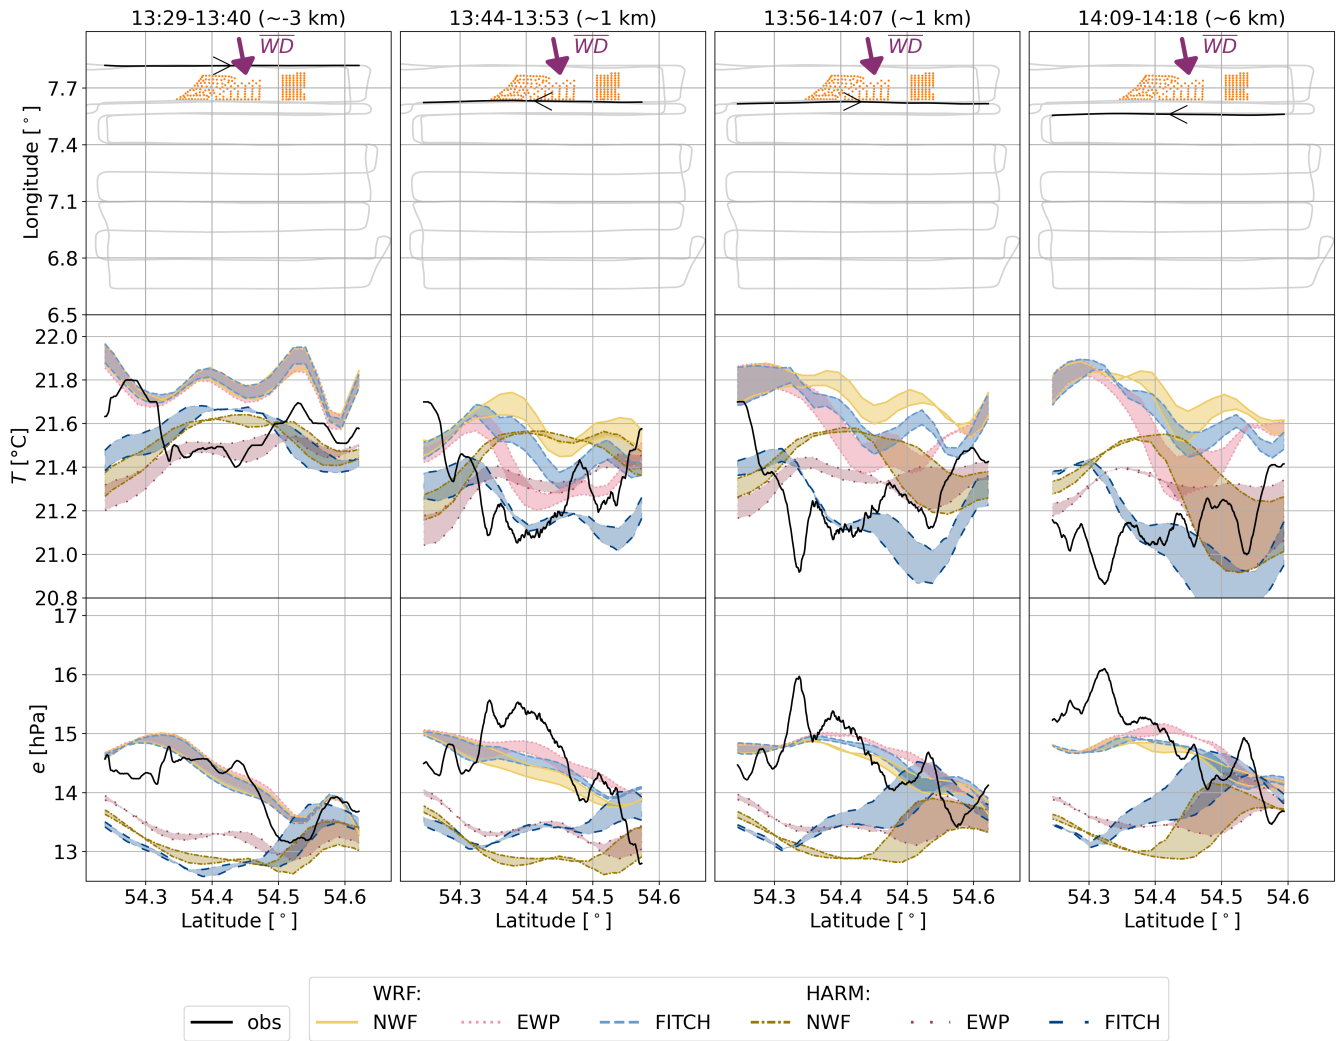 13:29-13:40 (~-3 km) 13:44-13:53 (~1 km) 13:56-14:07 (~1 km) 14:09-14:18 (~6 km)
WD WD WD WD
Longitude [°]
7.7
7.4
7.1
6.8
6.5
T [°C]
22.0
21.8
21.6
21.4
21.2
21.0
20.8
e [hPa]
17
16
15
14
13
54.3 54.4 54.5 54.6 54.3 54.4 54.5 54.6 54.3 54.4 54.5 54.6 54.3 54.4 54.5 54.6
Latitude [°] Latitude [°] Latitude [°] Latitude [°]
WRF: HARM:
obs NWF EWP FITCH NWF EWP FITCH